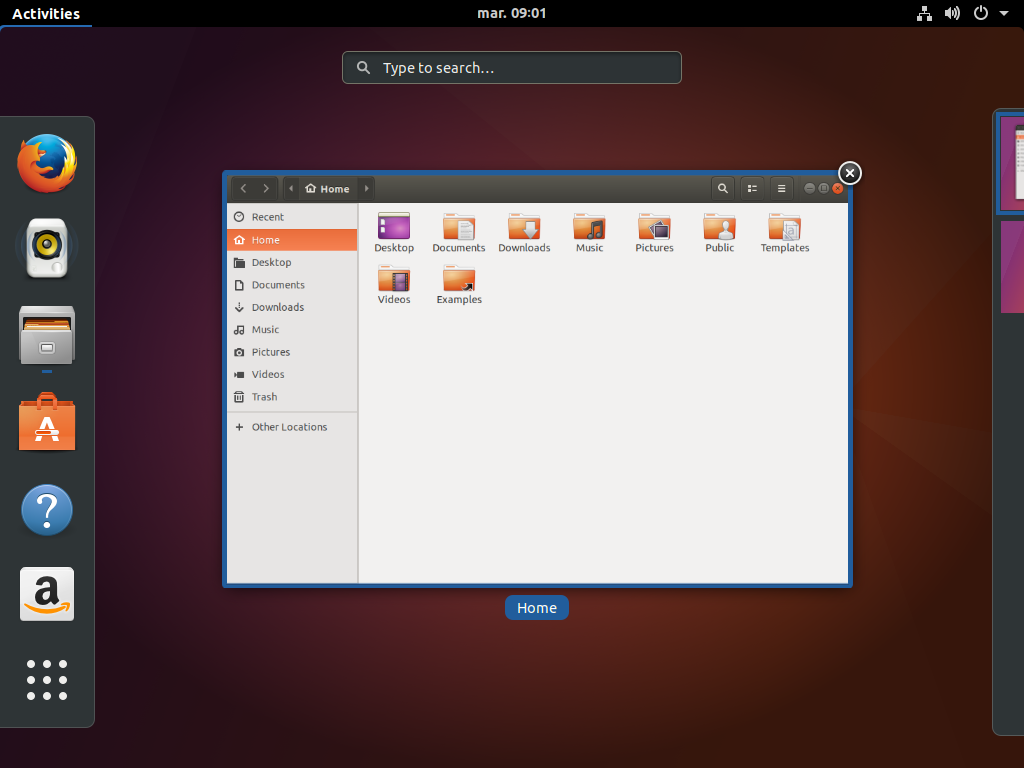 Activities
mar. 09:01
Type to search…
Home
Recent
Home
Desktop
Documents
Downloads
Music
Pictures
Videos
Trash
Other Locations
Desktop Documents Downloads Music Pictures Public Templates
Videos Examples
Home